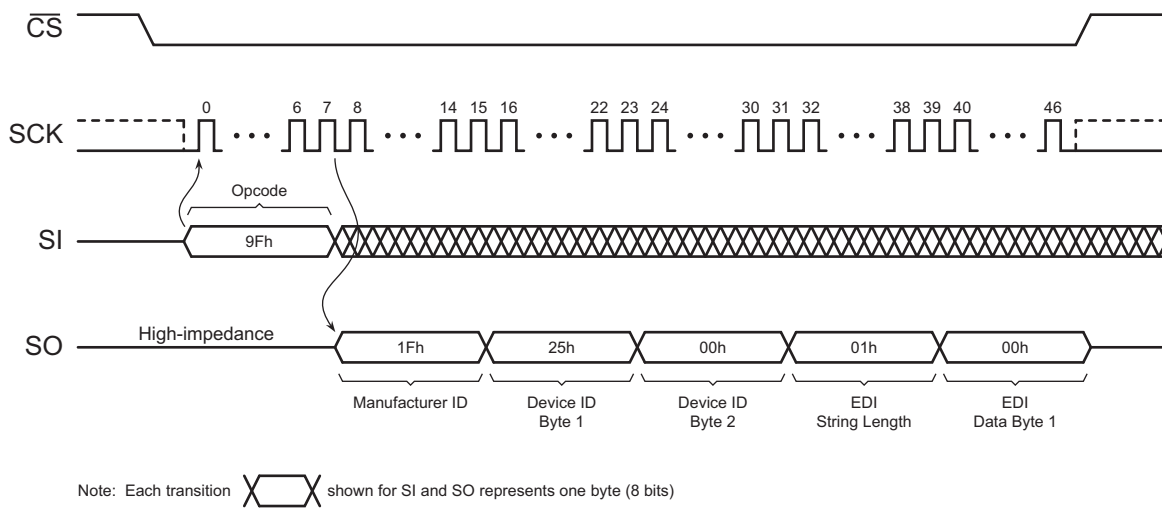 CS
SCK
0 6 7 8 14 15 16 22 23 24 30 31 32 38 39 40 46
Opcode
SI
9Fh
SO
High-impedance
1Fh 25h 00h 01h 00h
Manufacturer ID
Device ID
Byte 1
Device ID
Byte 2
EDI
String Length
EDI
Data Byte 1
Note: Each transition shown for SI and SO represents one byte (8 bits)